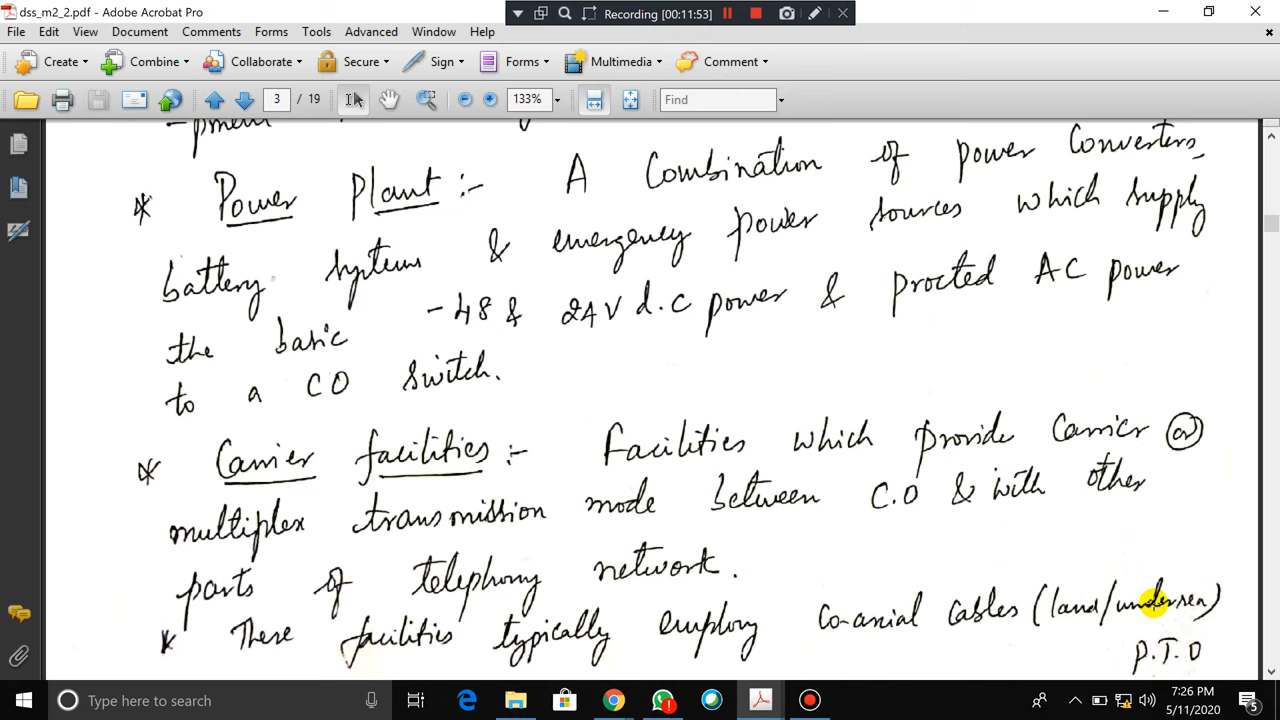 dss_m2_2.pdf - Adobe Acrobat Pro
Recording [00:11:53]
File Edit View Document Comments Forms Tools Advanced Window Help
Create Combine Collaborate Secure Sign Forms Multimedia Comment
3 / 19 133% Find
-pment
* Power Plant :- A Combination of power Converters,
battery systems & emergency power sources which supply
the basic -48 & 24V d.c power & procted AC power
to a CO switch.
* Carrier facilities :- Facilities which provide Carrier or
multiplex transmission mode between C.O & with other
parts of telephony network.
* These facilities typically employ co-axial cables (land/undersea)
P.T.O
Type here to search
7:26 PM
5/11/2020
5